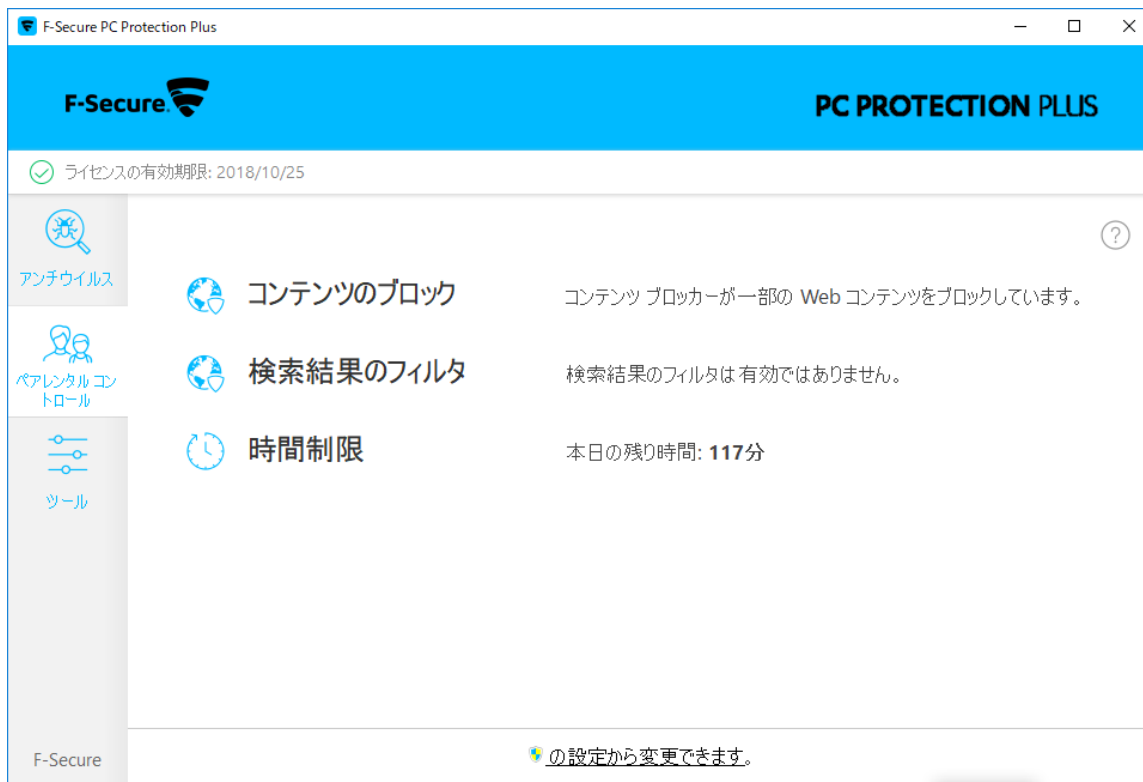 F-Secure PC Protection Plus
F-Secure.
PC PROTECTION PLUS
ライセンスの有効期限: 2018/10/25
アンチウイルス
コンテンツのブロック
コンテンツ ブロッカーが一部の Web コンテンツをブロックしています。
ペアレンタル コン
トロール
検索結果のフィルタ
検索結果のフィルタは有効ではありません。
時間制限
本日の残り時間: 117分
ツール
F-Secure
の設定から変更できます。